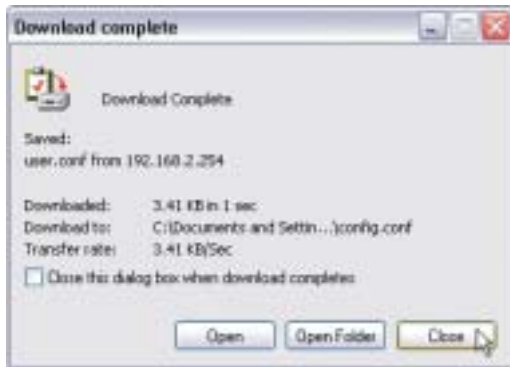 Download complete
Download Complete
Saved:
user.conf from 192.168.2.254
Downloaded: 3.41 KB in 1 sec
Download to: C:\Documents and Settin...\config.conf
Transfer rate: 3.41 KB/Sec
Close this dialog box when download completes
Open Open Folder Close